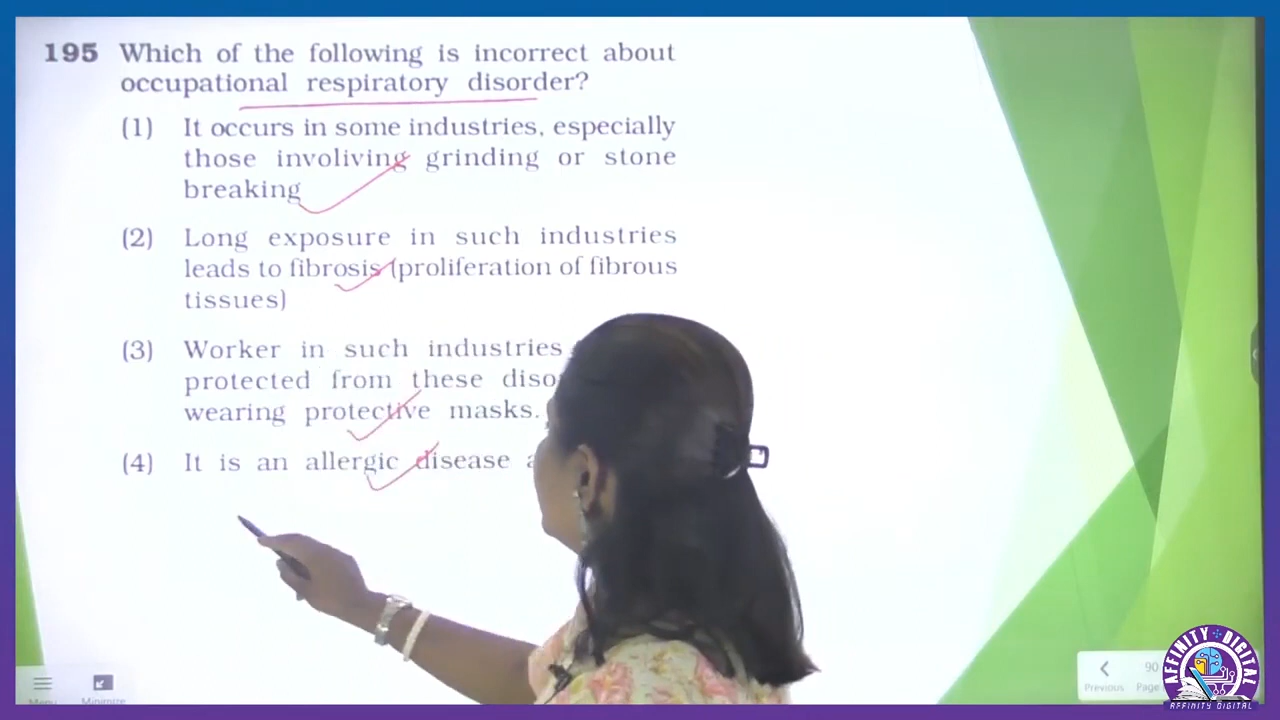 195 Which of the following is incorrect about
occupational respiratory disorder?
(1) It occurs in some industries, especially
those involiving grinding or stone
breaking
(2) Long exposure in such industries
leads to fibrosis (proliferation of fibrous
tissues)
(3) Worker in such industries
protected from these
wearing protective masks.
(4) It is an allergic disease
Menu
Minimize
Previous
90
Page
AFFINITY DIGITAL
AFFINITY DIGITAL